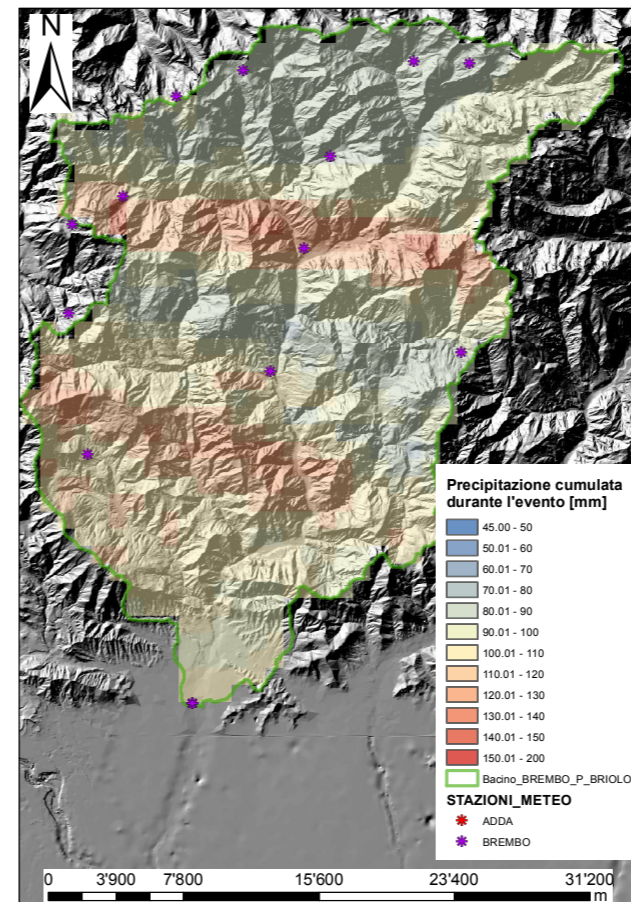 N
Precipitazione cumulata
durante l'evento [mm]
45.00 - 50
50.01 - 60
60.01 - 70
70.01 - 80
80.01 - 90
90.01 - 100
100.01 - 110
110.01 - 120
120.01 - 130
130.01 - 140
140.01 - 150
150.01 - 200
Bacino_BREMBO_P_BRIOLO
STAZIONI_METEO
ADDA
BREMBO
0 3'900 7'800 15'600 23'400 31'200
m